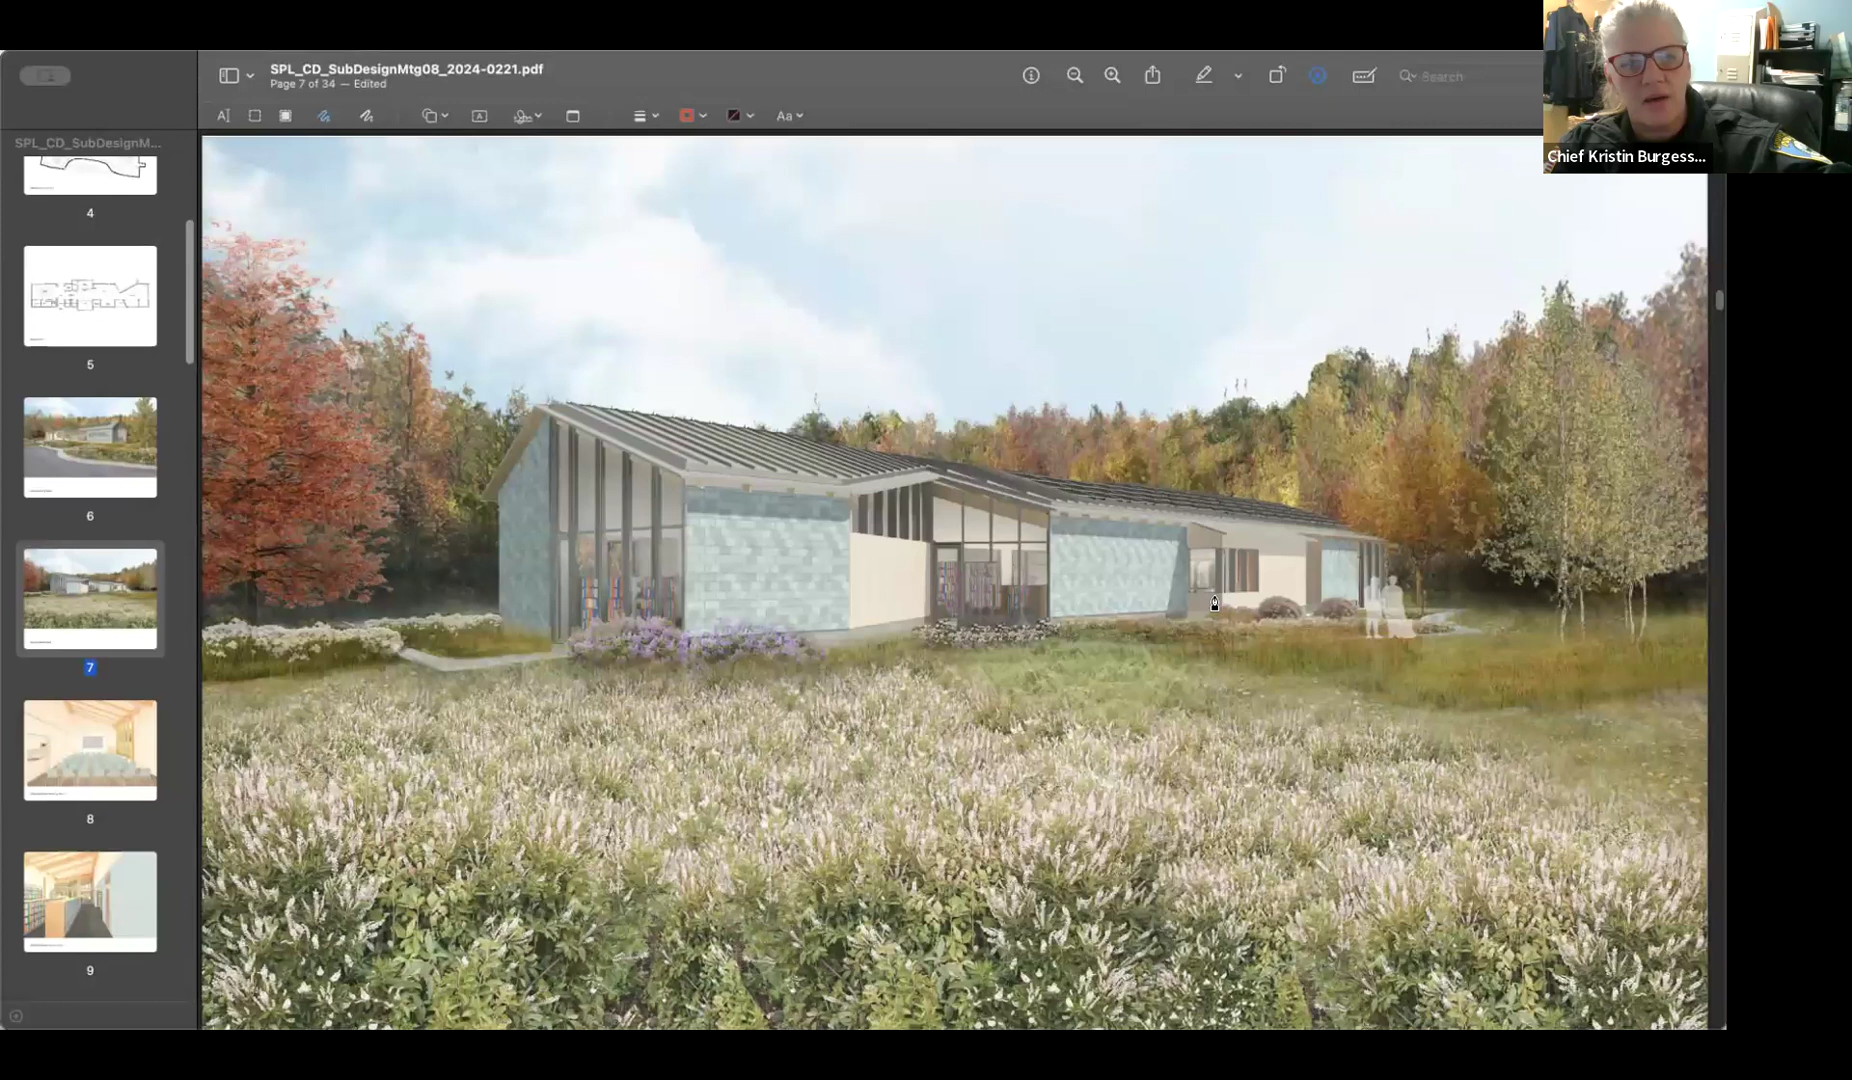 SPL_CD_SubDesignMtg08_2024-0221.pdf
Page 7 of 34 — Edited
Search
Chief Kristin Burgess...
A
Aa
SPL_CD_SubDesignM...
4
5
6
7
8
9